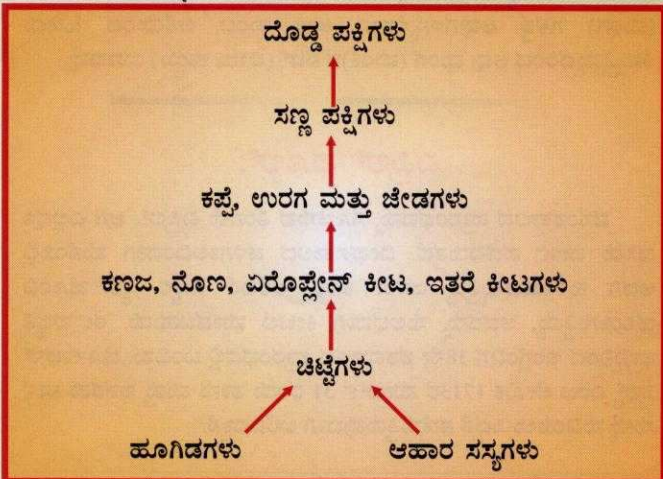 ದೊಡ್ಡ ಪಕ್ಷಿಗಳು
ಸಣ್ಣ ಪಕ್ಷಿಗಳು
ಕಪ್ಪೆ, ಉರಗ ಮತ್ತು ಜೇಡಗಳು
ಕಣಜ, ನೊಣ, ಏರೊಪ್ಲೇನ್ ಕೀಟ, ಇತರೆ ಕೀಟಗಳು
ಚಿಟ್ಟೆಗಳು
ಹೂಗಿಡಗಳು ಆಹಾರ ಸಸ್ಯಗಳು